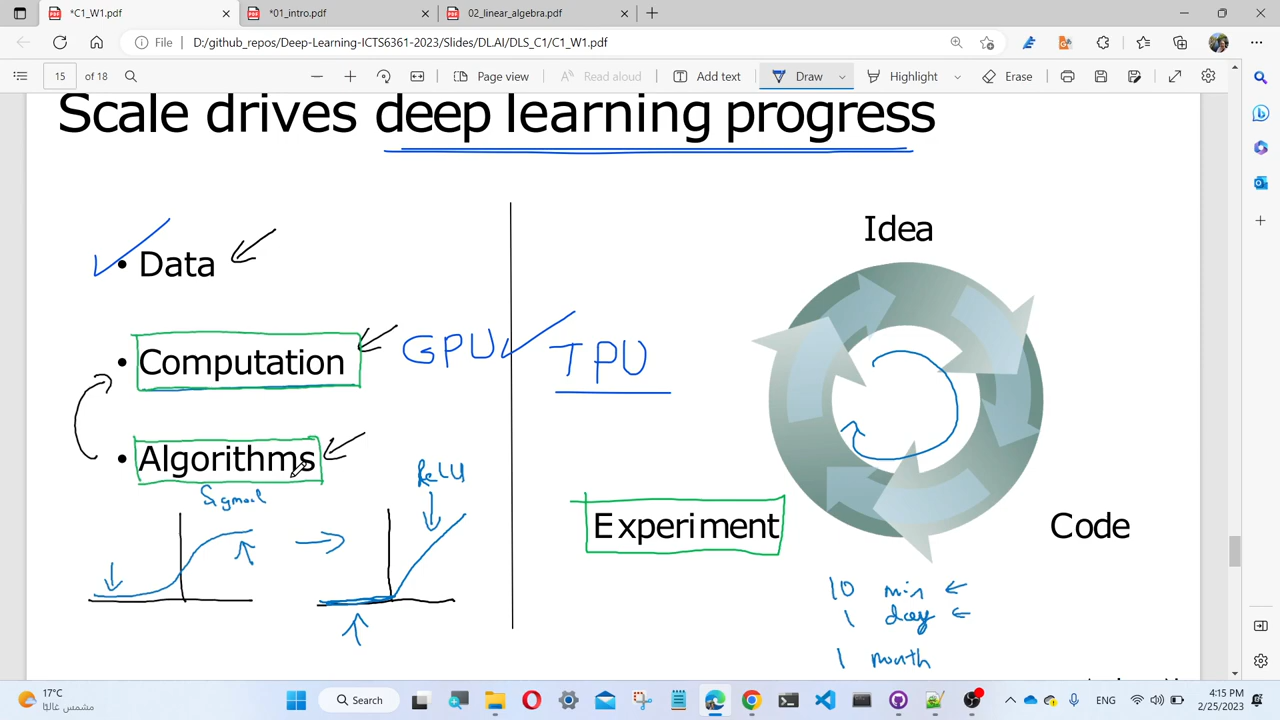 *C1_W1.pdf
*01_intro.pdf
02_linear_algebra.pdf
File
D:/github_repos/Deep-Learning-ICTS6361-2023/Slides/DL.AI/DLS_C1/C1_W1.pdf
15 of 18
Page view
Read aloud
Add text
Draw
Highlight
Erase
Scale drives deep learning progress
• Data
• Computation
GPU
TPU
• Algorithms
Sigmoid
ReLU
Idea
Experiment
Code
10 min
1 day
1 month
17°C
مشمس غالبًا
Search
ENG
4:15 PM
2/25/2023